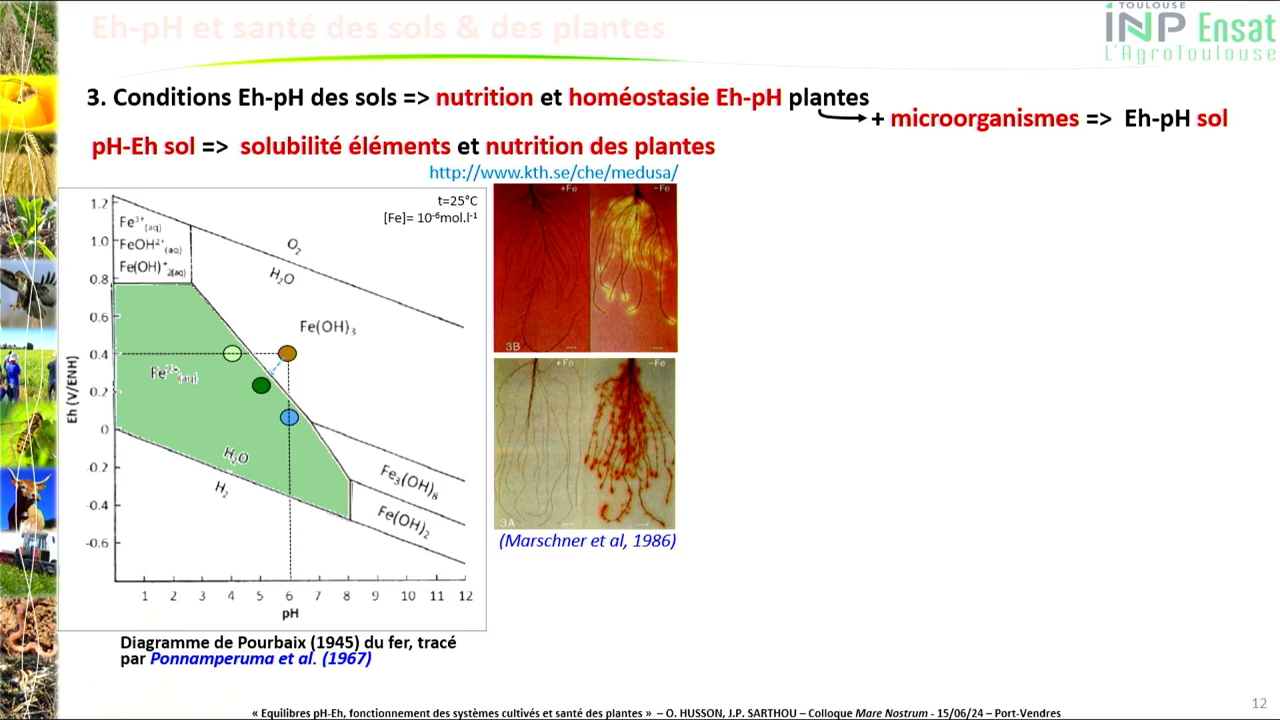 Eh-pH et santé des sols & des plantes
TOULOUSE
INP Ensat
L'AgroToulouse
3. Conditions Eh-pH des sols => nutrition et homéostasie Eh-pH plantes
+ microorganismes => Eh-pH sol
pH-Eh sol => solubilité éléments et nutrition des plantes
http://www.kth.se/che/medusa/
t=25°C
[Fe]= 10⁻⁶mol.l⁻¹
1.2
1.0
0.8
0.6
0.4
0.2
0
0.2
-0.4
-0.6
Eh (V/ENH)
Fe³⁺(aq)
FeOH²⁺(aq)
Fe(OH)⁺₂(aq)
O₂
H₂O
Fe(OH)₃
Fe²⁺(aq)
H₂O
H₂
Fe₃(OH)₈
Fe(OH)₂
1 2 3 4 5 6 7 8 9 10 11 12
pH
+Fe
-Fe
3B
+Fe
-Fe
3A
(Marschner et al, 1986)
Diagramme de Pourbaix (1945) du fer, tracé
par Ponnamperuma et al. (1967)
12
« Equilibres pH-Eh, fonctionnement des systèmes cultivés et santé des plantes » – O. HUSSON, J.P. SARTHOU – Colloque Mare Nostrum - 15/06/24 – Port-Vendres